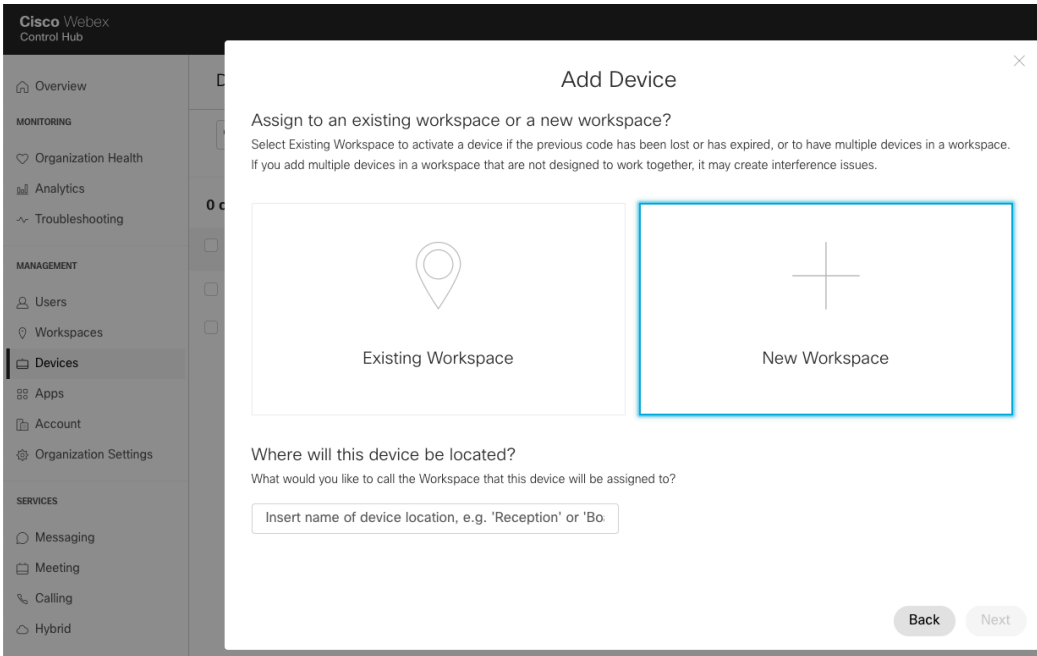 Cisco Webex
Control Hub
Overview
MONITORING
Organization Health
Analytics
Troubleshooting
MANAGEMENT
Users
Workspaces
Devices
Apps
Account
Organization Settings
SERVICES
Messaging
Meeting
Calling
Hybrid
Add Device
Assign to an existing workspace or a new workspace?
Select Existing Workspace to activate a device if the previous code has been lost or has expired, or to have multiple devices in a workspace.
If you add multiple devices in a workspace that are not designed to work together, it may create interference issues.
Existing Workspace
New Workspace
Where will this device be located?
What would you like to call the Workspace that this device will be assigned to?
Insert name of device location, e.g. 'Reception' or 'Bo
Back
Next